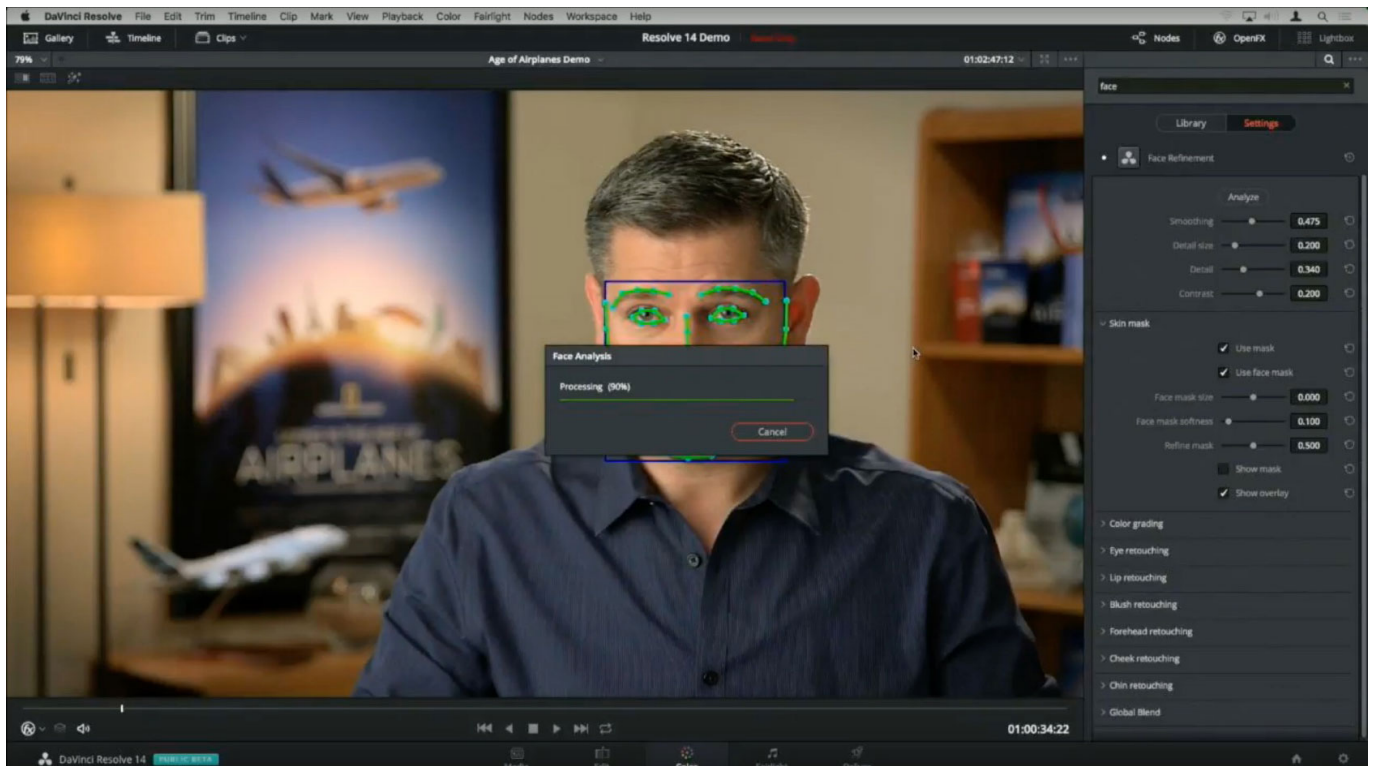 DaVinci Resolve File Edit Trim Timeline Clip Mark View Playback Color Fairlight Nodes Workspace Help
Gallery Timeline Clips Resolve 14 Demo Nodes OpenFX Lightbox
79% Age of Airplanes Demo 01:02:47:12
face
Library Settings
Face Refinement
Analyze
Smoothing 0.475
Detail size 0.200
Detail 0.340
Contrast 0.200
Skin mask
Use mask
Use face mask
Face mask size 0.000
Face mask softness 0.100
Refine mask 0.500
Show mask
Show overlay
Color grading
Eye retouching
Lip retouching
Blush retouching
Forehead retouching
Cheek retouching
Chin retouching
Global Blend
Face Analysis
Processing (90%)
Cancel
AIRPLANES
01:00:34:22
DaVinci Resolve 14 PUBLIC BETA
Color